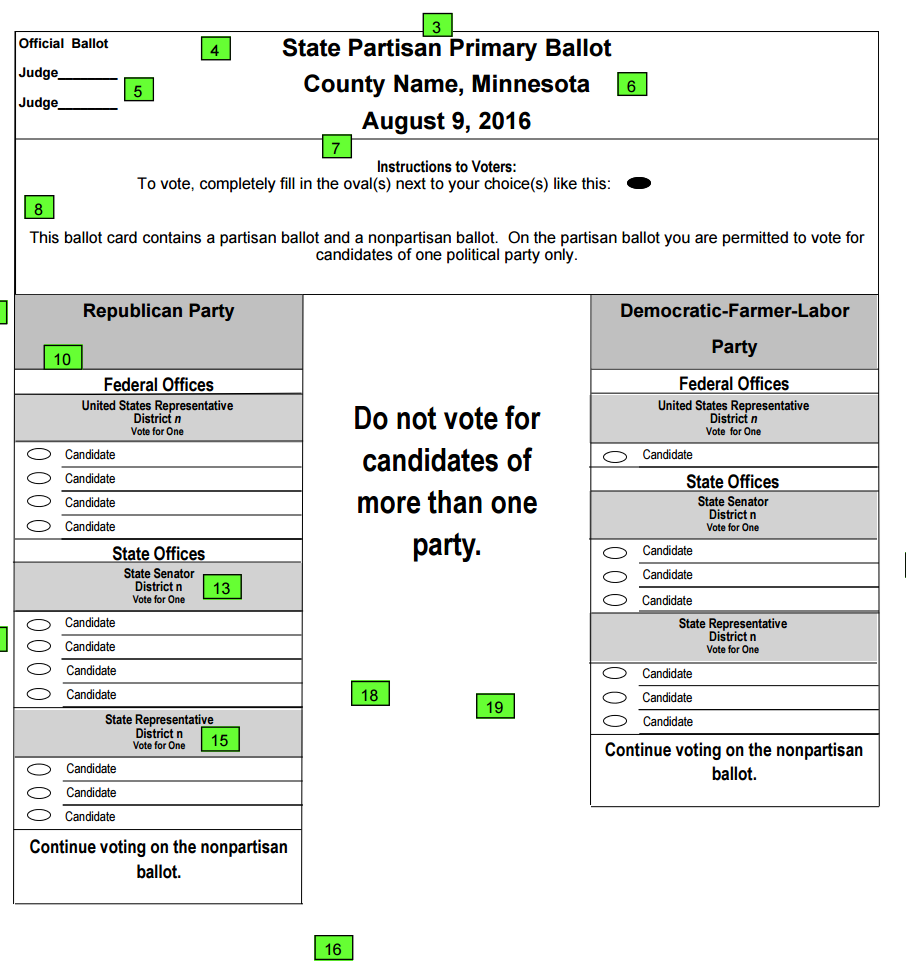 3
Official Ballot
4
State Partisan Primary Ballot
Judge________
5
County Name, Minnesota
6
Judge________
August 9, 2016
7
Instructions to Voters:
To vote, completely fill in the oval(s) next to your choice(s) like this:
8
This ballot card contains a partisan ballot and a nonpartisan ballot. On the partisan ballot you are permitted to vote for
candidates of one political party only.
Republican Party
10
Federal Offices
United States Representative
District n
Vote for One
Candidate
Candidate
Candidate
Candidate
State Offices
State Senator
District n
Vote for One
13
Candidate
Candidate
Candidate
Candidate
State Representative
District n
Vote for One
15
Candidate
Candidate
Candidate
Continue voting on the nonpartisan
ballot.
Do not vote for
candidates of
more than one
party.
18
19
Democratic-Farmer-Labor
Party
Federal Offices
United States Representative
District n
Vote for One
Candidate
State Offices
State Senator
District n
Vote for One
Candidate
Candidate
Candidate
State Representative
District n
Vote for One
Candidate
Candidate
Candidate
Continue voting on the nonpartisan
ballot.
16